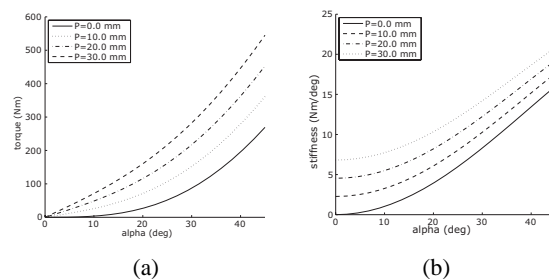 600
500
400
300
200
100
0
torque (Nm)
P=0.0 mm
P=10.0 mm
P=20.0 mm
P=30.0 mm
0 10 20 30 40
alpha (deg)
(a)
25
20
15
10
5
0
stiffness (Nm/deg)
P=0.0 mm
P=10.0 mm
P=20.0 mm
P=30.0 mm
0 10 20 30 40
alpha (deg)
(b)